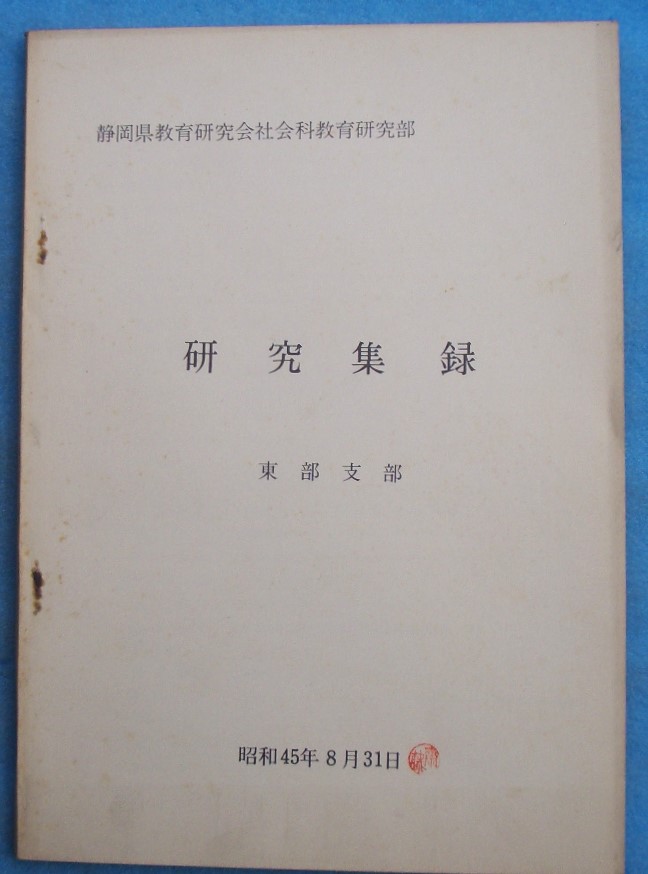 静岡県教育研究会社会科教育研究部
研究集録
東部支部
昭和45年8月31日